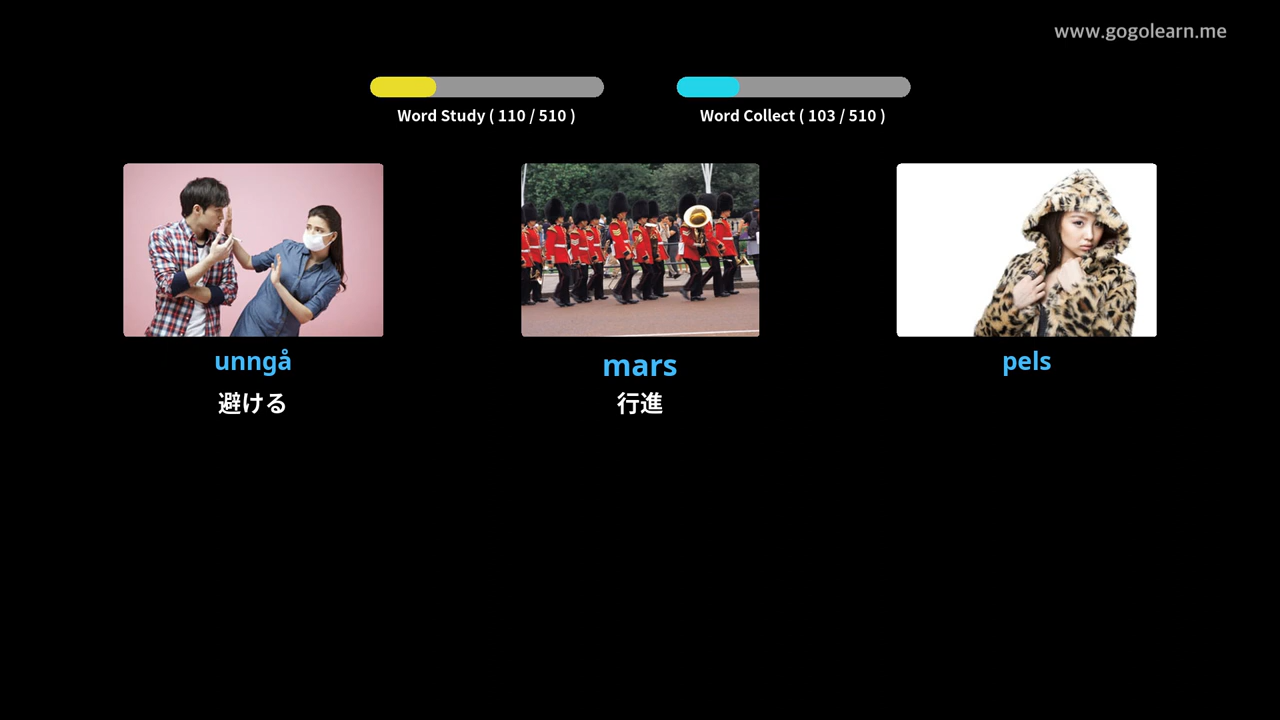 www.gogolearn.me
Word Study ( 110 / 510 )
Word Collect ( 103 / 510 )
unngå
mars
pels
避ける
行進